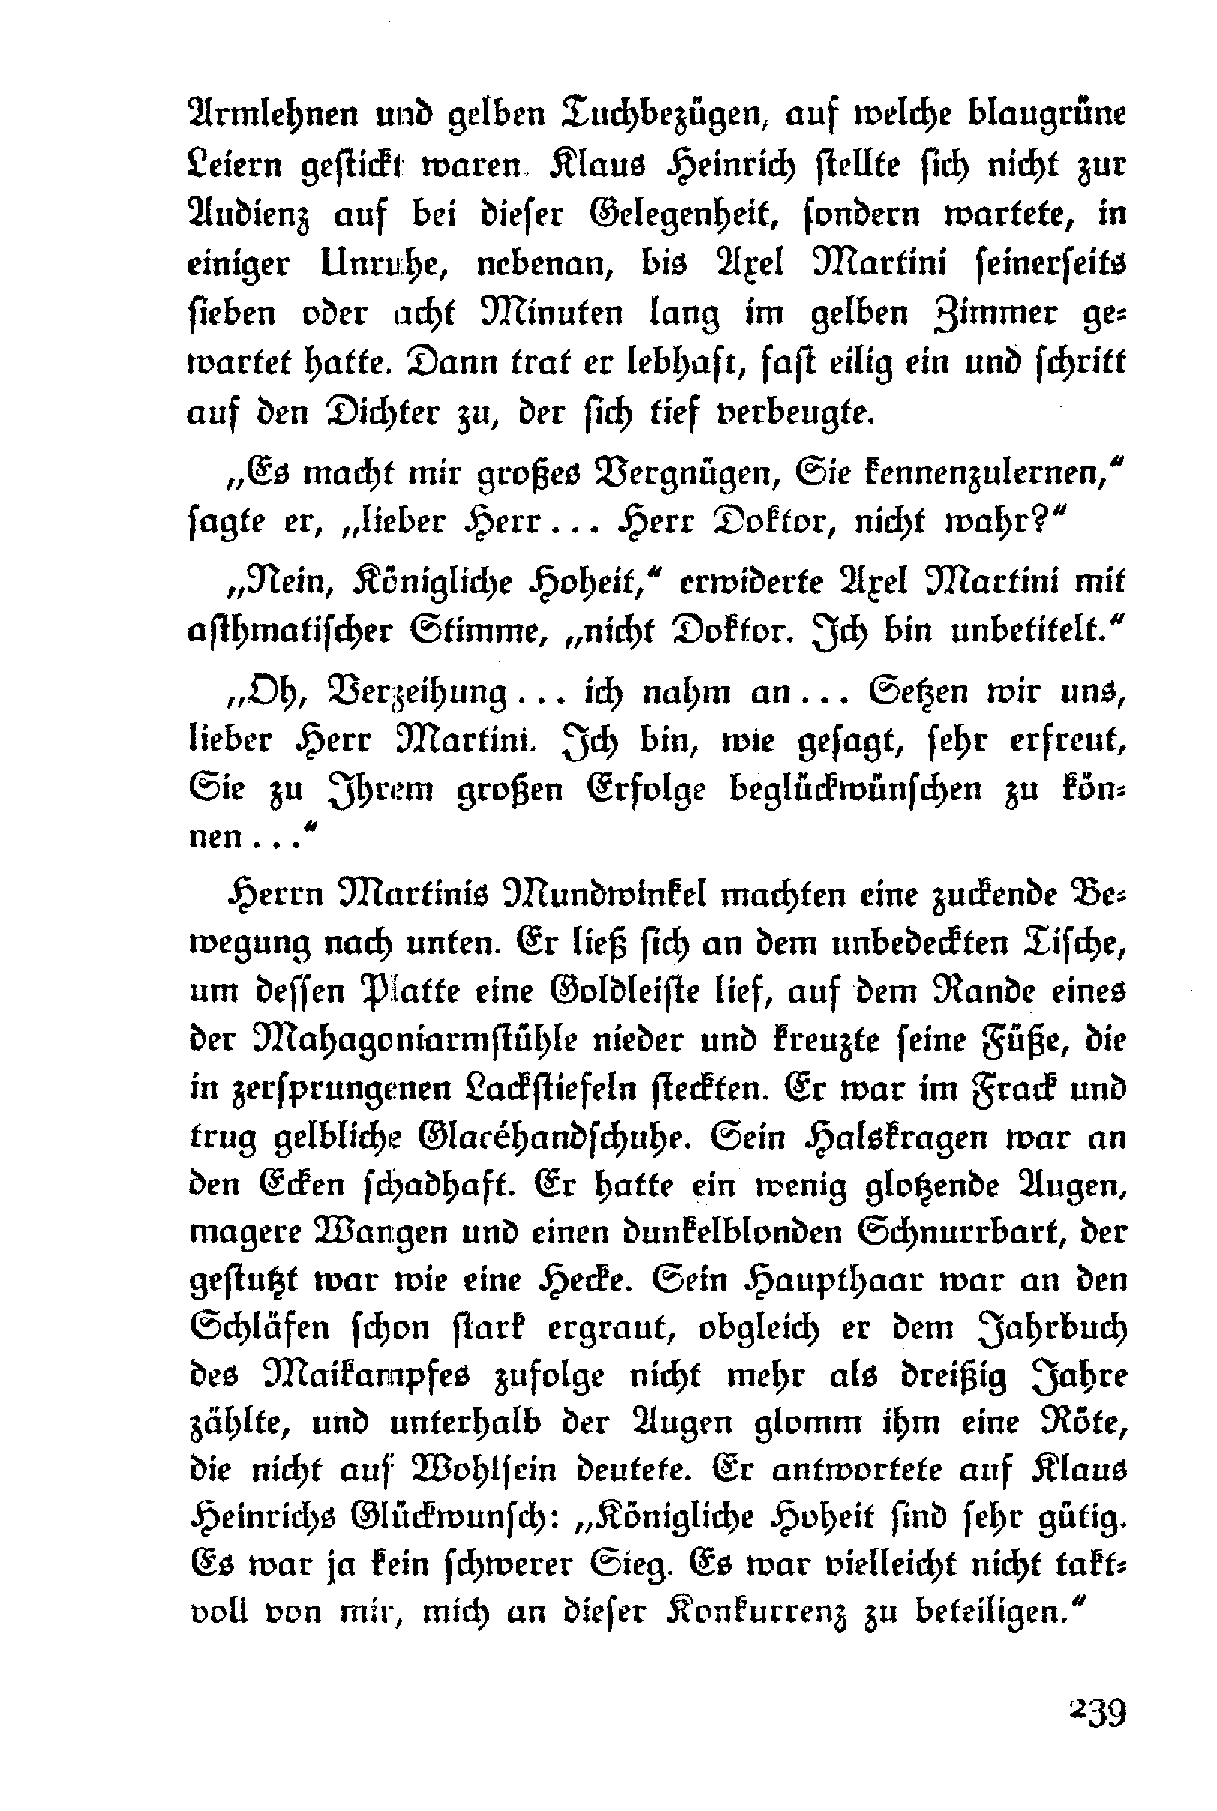 Armlehnen und gelben Tuchbezügen, auf welche blaugrüne
Leiern gestickt waren. Klaus Heinrich stellte sich nicht zur
Audienz auf bei dieser Gelegenheit, sondern wartete, in
einiger Unruhe, nebenan, bis Axel Martini seinerseits
sieben oder acht Minuten lang im gelben Zimmer ge-
wartet hatte. Dann trat er lebhaft, fast eilig ein und schritt
auf den Dichter zu, der sich tief verbeugte.
„Es macht mir großes Vergnügen, Sie kennenzulernen,“
sagte er, „lieber Herr... Herr Doktor, nicht wahr?“
„Nein, Königliche Hoheit,“ erwiderte Axel Martini mit
asthmatischer Stimme, „nicht Doktor. Ich bin unbetitelt.“
„Oh, Verzeihung... ich nahm an... Setzen wir uns,
lieber Herr Martini. Ich bin, wie gesagt, sehr erfreut,
Sie zu Ihrem großen Erfolge beglückwünschen zu kön-
nen...“
Herrn Martinis Mundwinkel machten eine zuckende Be-
wegung nach unten. Er ließ sich an dem unbedeckten Tische,
um dessen Platte eine Goldleiste lief, auf dem Rande eines
der Mahagoniarmstühle nieder und kreuzte seine Füße, die
in zersprungenen Lackstiefeln steckten. Er war im Frack und
trug gelbliche Glacéhandschuhe. Sein Halskragen war an
den Ecken schadhaft. Er hatte ein wenig glotzende Augen,
magere Wangen und einen dunkelblonden Schnurrbart, der
gestutzt war wie eine Hecke. Sein Haupthaar war an den
Schläfen schon stark ergraut, obgleich er dem Jahrbuch
des Maikampfes zufolge nicht mehr als dreißig Jahre
zählte, und unterhalb der Augen glomm ihm eine Röte,
die nicht auf Wohlsein deutete. Er antwortete auf Klaus
Heinrichs Glückwunsch: „Königliche Hoheit sind sehr gütig.
Es war ja kein schwerer Sieg. Es war vielleicht nicht takt-
voll von mir, mich an dieser Konkurrenz zu beteiligen.“
239